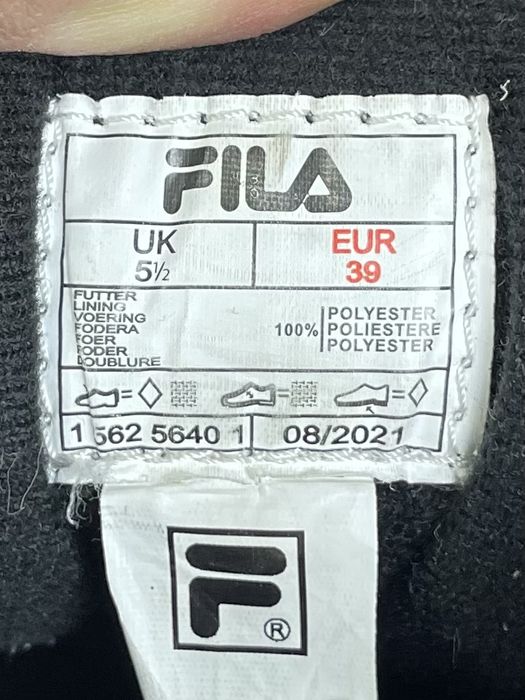 FILA
UK
5½
EUR
39
FUTTER
LINING
VOERING
FODERA
FOER
FODER
DOUBLURE
100%
POLYESTER
POLIESTERE
POLYESTER
1 562 5640 1
08/2021
F®